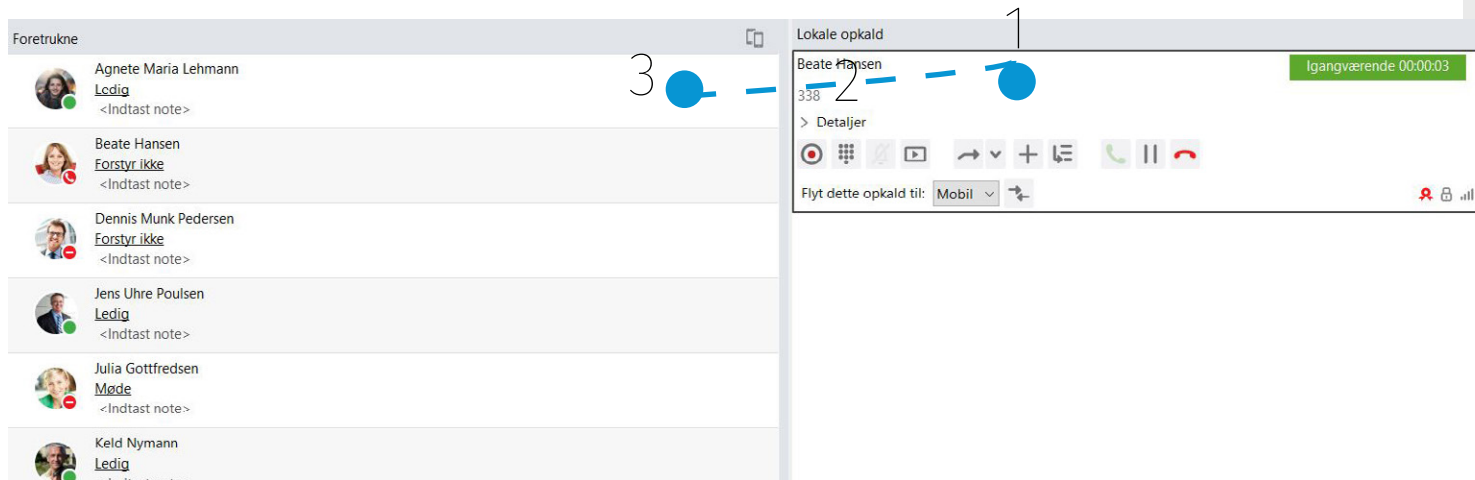 Foretrukne
Agnete Maria Lehmann
Ledig
<Indtast note>
Beate Hansen
Forstyr ikke
<Indtast note>
Dennis Munk Pedersen
Forstyr ikke
<Indtast note>
Jens Uhre Poulsen
Ledig
<Indtast note>
Julia Gottfredsen
Møde
<Indtast note>
Keld Nymann
Ledig
3
1
Lokale opkald
Beate Hansen
Igangværende 00:00:03
2
338
> Detaljer
Flyt dette opkald til: Mobil